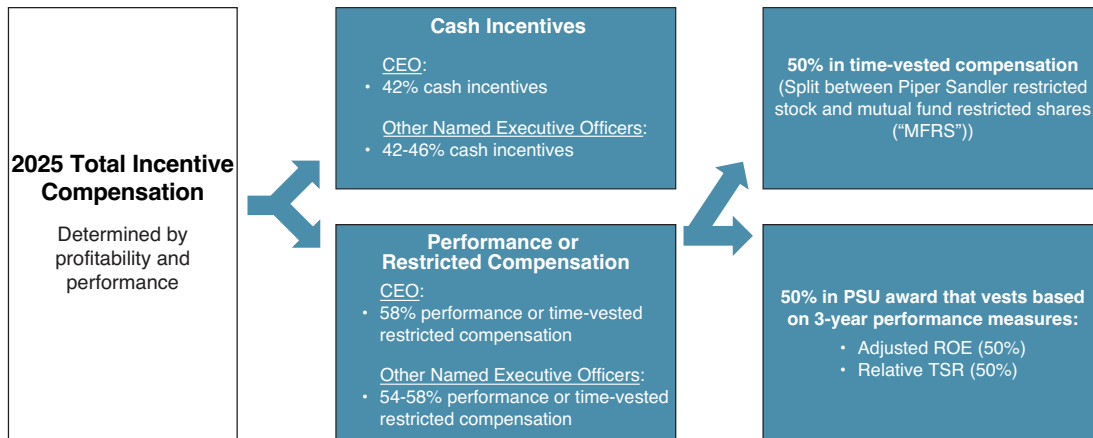 2025 Total Incentive
Compensation
Determined by
profitability and
performance
Cash Incentives
CEO:
• 42% cash incentives
Other Named Executive Officers:
• 42-46% cash incentives
Performance or
Restricted Compensation
CEO:
• 58% performance or time-vested
restricted compensation
Other Named Executive Officers:
• 54-58% performance or time-vested
restricted compensation
50% in time-vested compensation
(Split between Piper Sandler restricted
stock and mutual fund restricted shares
(“MFRS”))
50% in PSU award that vests based
on 3-year performance measures:
• Adjusted ROE (50%)
• Relative TSR (50%)